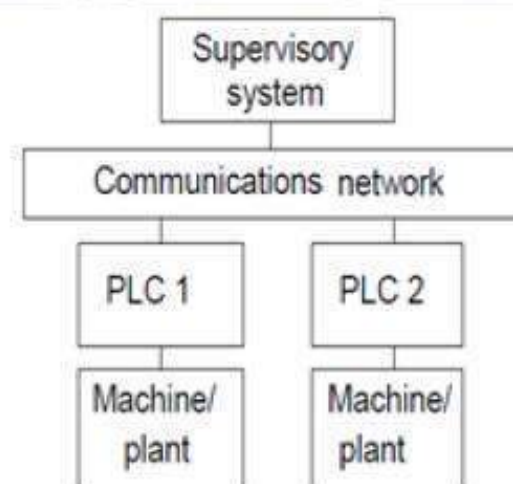 Supervisory
system
Communications network
PLC 1
PLC 2
Machine/
plant
Machine/
plant